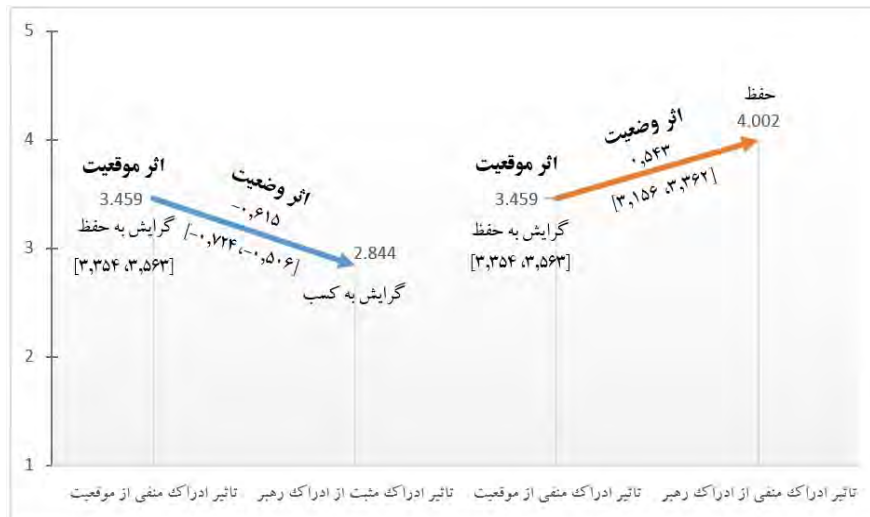 5
4
3
2
1
اثر موقعیت
3.459
گرایش به حفظ
[۳,۳۵۴ ،۳,۵۶۳]
اثر وضعیت
-۰,۶۱۵
[-۰,۷۲۴ ،-۰,۵۰۶]
2.844
گرایش به کسب
اثر موقعیت
3.459
گرایش به حفظ
[۳,۳۵۴ ،۳,۵۶۳]
اثر وضعیت
۰,۵۴۳
[۳,۱۵۶ ،۳,۳۶۲]
حفظ
4.002
تاثیر ادراک منفی از موقعیت
تاثیر ادراک مثبت از ادراک رهبر
تاثیر ادراک منفی از موقعیت
تاثیر ادراک منفی از ادراک رهبر